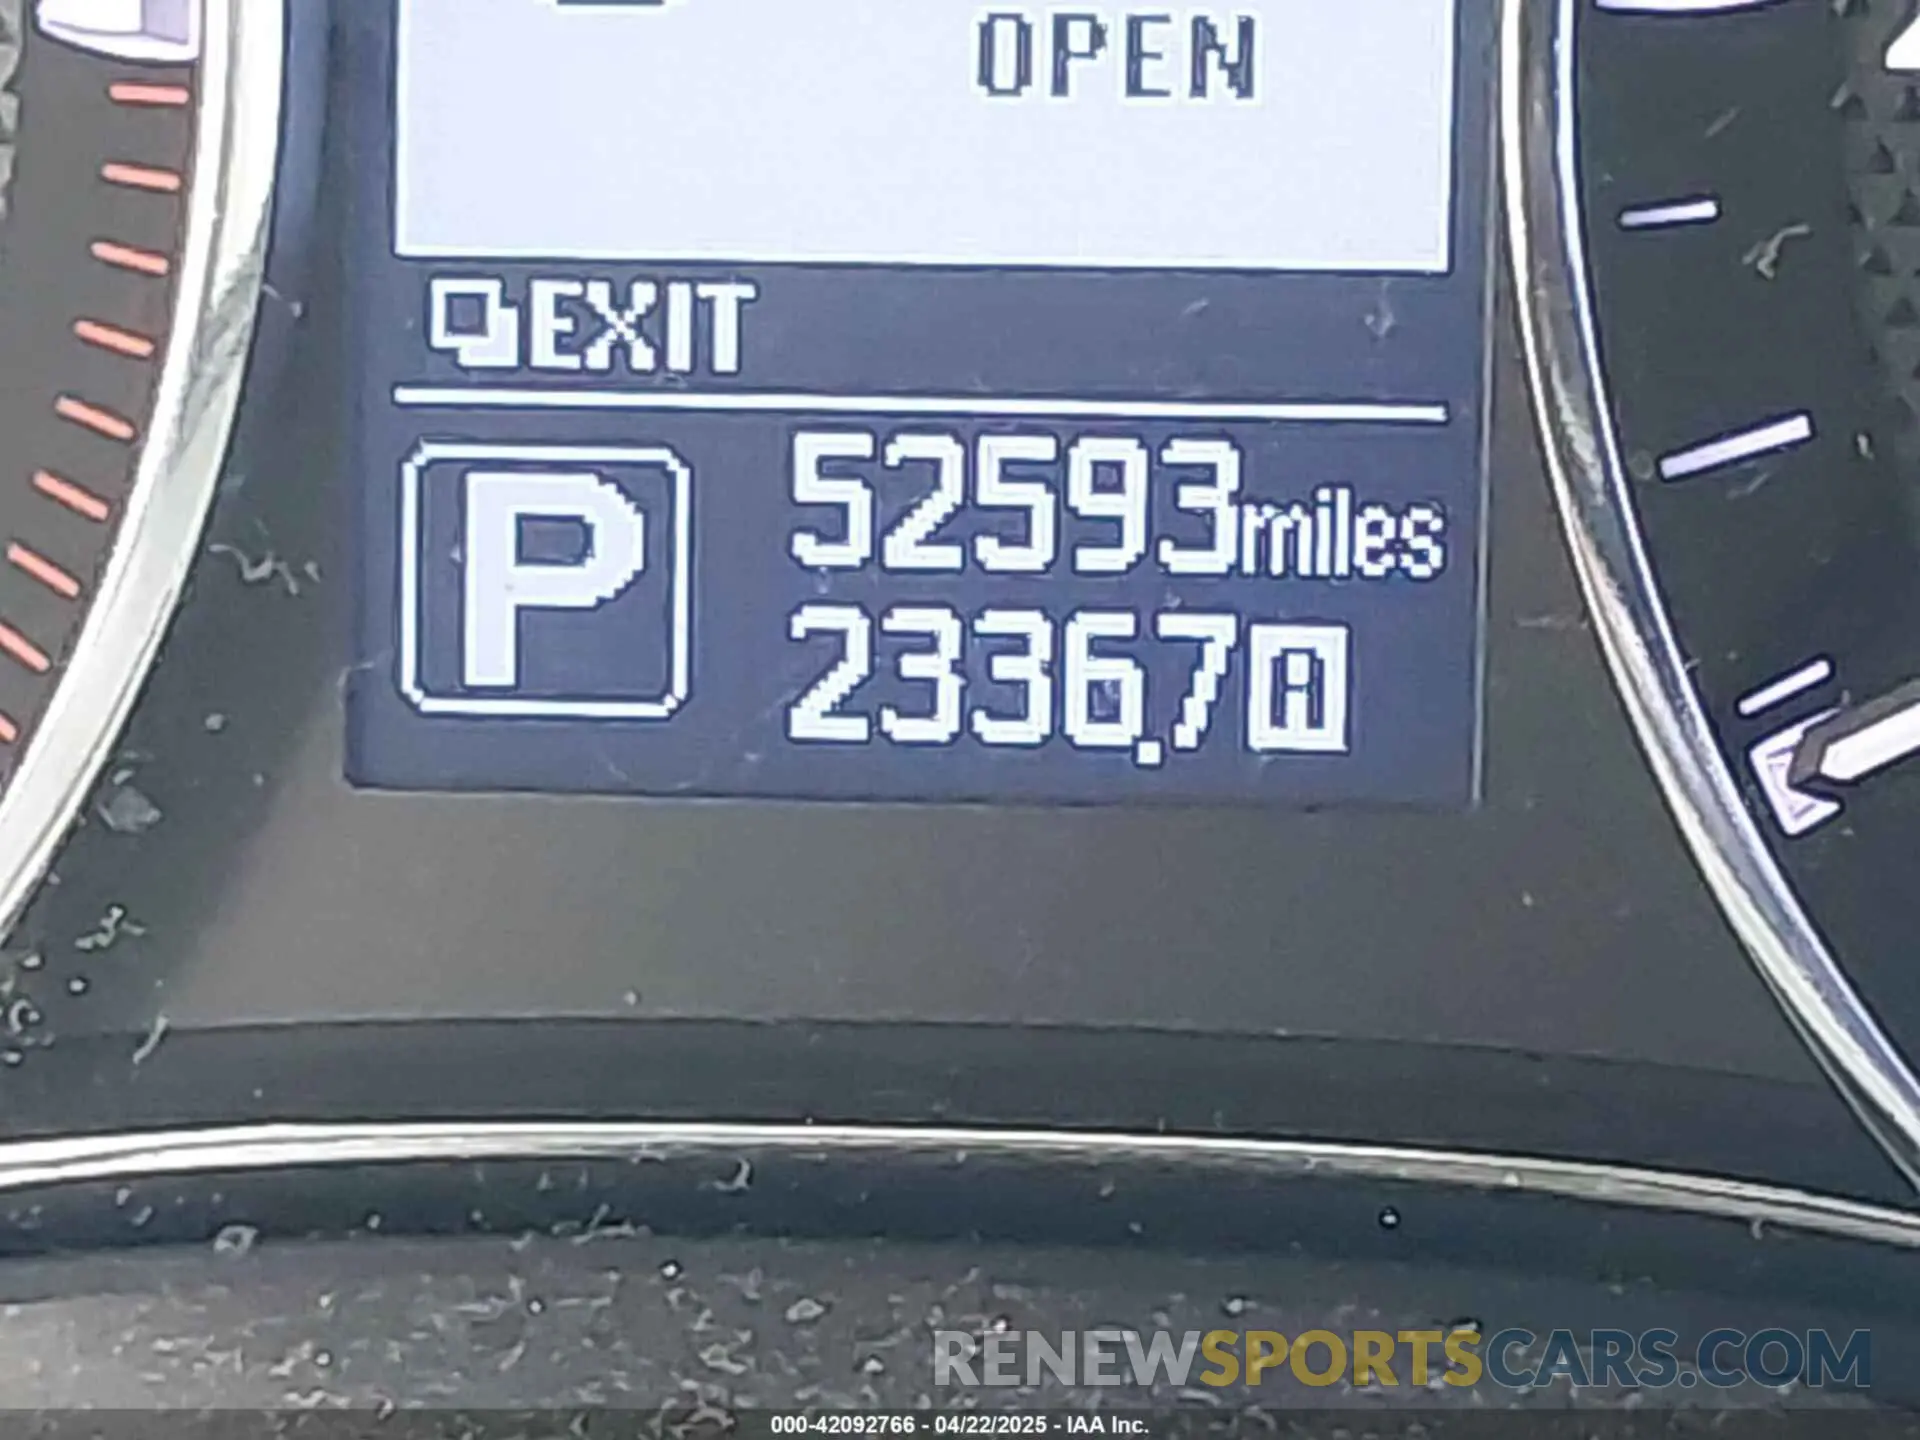 OPEN
EXIT
P
52593miles
2336.7A
RENEWSPORTSCARS.COM
000-42092766 - 04/22/2025 - IAA Inc.